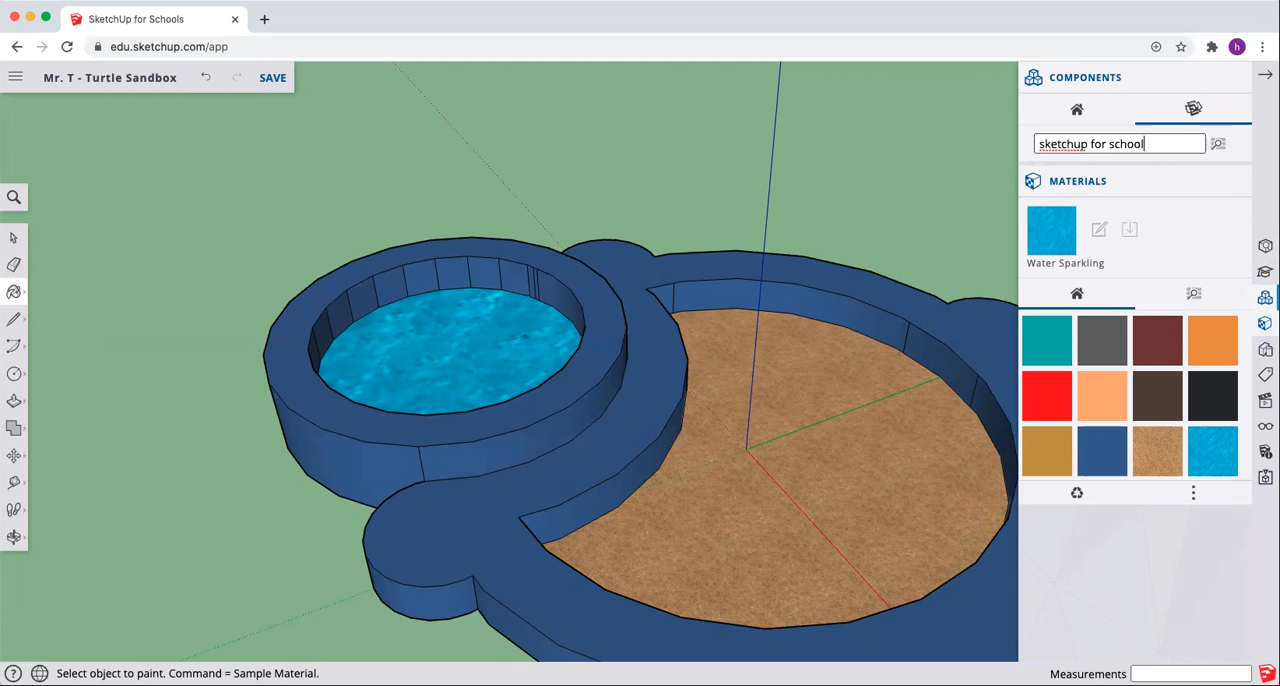 SketchUp for Schools
edu.sketchup.com/app
h
Mr. T - Turtle Sandbox
SAVE
COMPONENTS
sketchup for school
MATERIALS
Water Sparkling
Select object to paint. Command = Sample Material.
Measurements